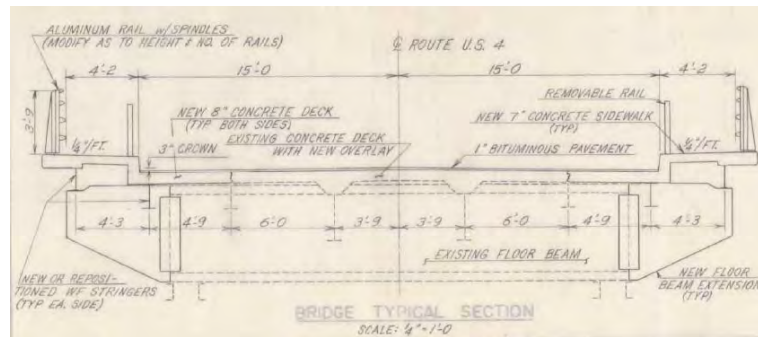 ALUMINUM RAIL w/SPINDLES
(MODIFY AS TO HEIGHT & NO. OF RAILS)
℄ ROUTE U.S. 4
4'-2
15'-0
15'-0
4'-2
3'-9
NEW 8" CONCRETE DECK
(TYP. BOTH SIDES)
REMOVABLE RAIL
NEW 7" CONCRETE SIDEWALK
(TYP)
1/4"/FT.
3" CROWN
EXISTING CONCRETE DECK
WITH NEW OVERLAY
1" BITUMINOUS PAVEMENT
1/4"/FT.
4'-3
4'-9
6'-0
3'-9
3'-9
6'-0
4'-9
4'-3
EXISTING FLOOR BEAM
NEW OR REPOSI-
TIONED WF STRINGERS
(TYP EA. SIDE)
NEW FLOOR
BEAM EXTENSION
(TYP)
BRIDGE TYPICAL SECTION
SCALE: 1/4" = 1'-0